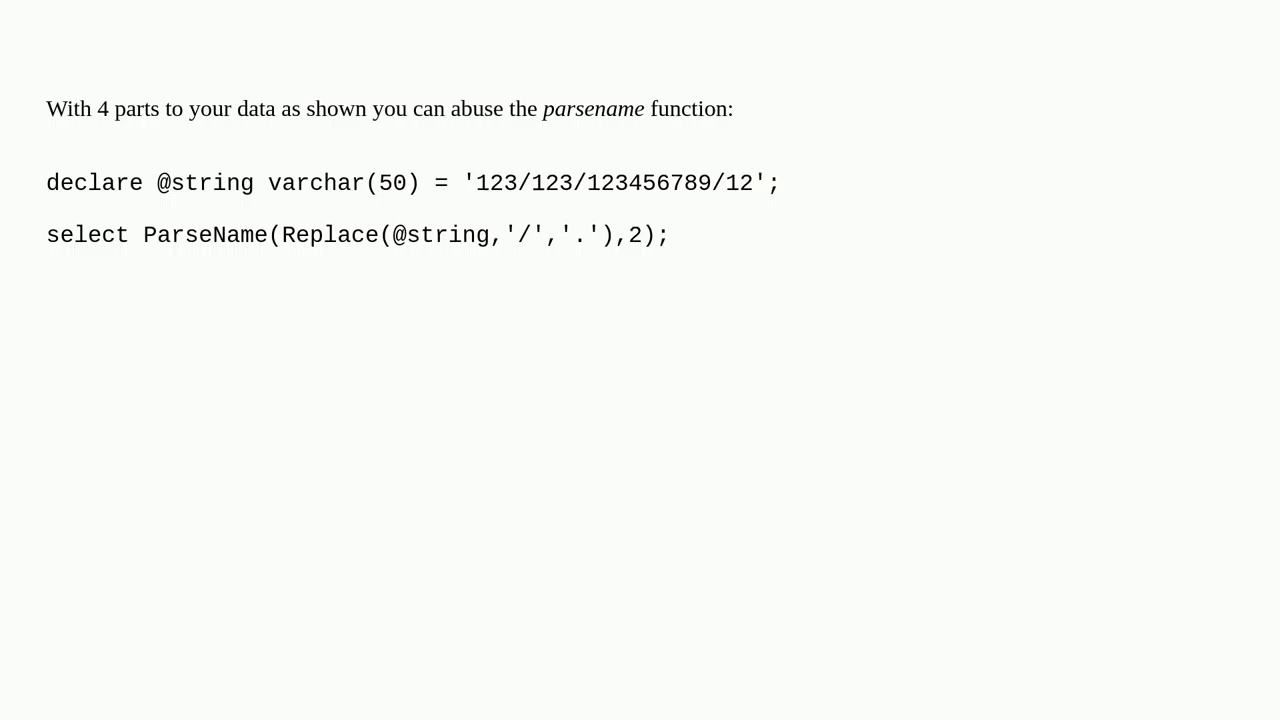 With 4 parts to your data as shown you can abuse the parsename function:
declare @string varchar(50) = '123/123/123456789/12';
select ParseName(Replace(@string,'/','.'),2);